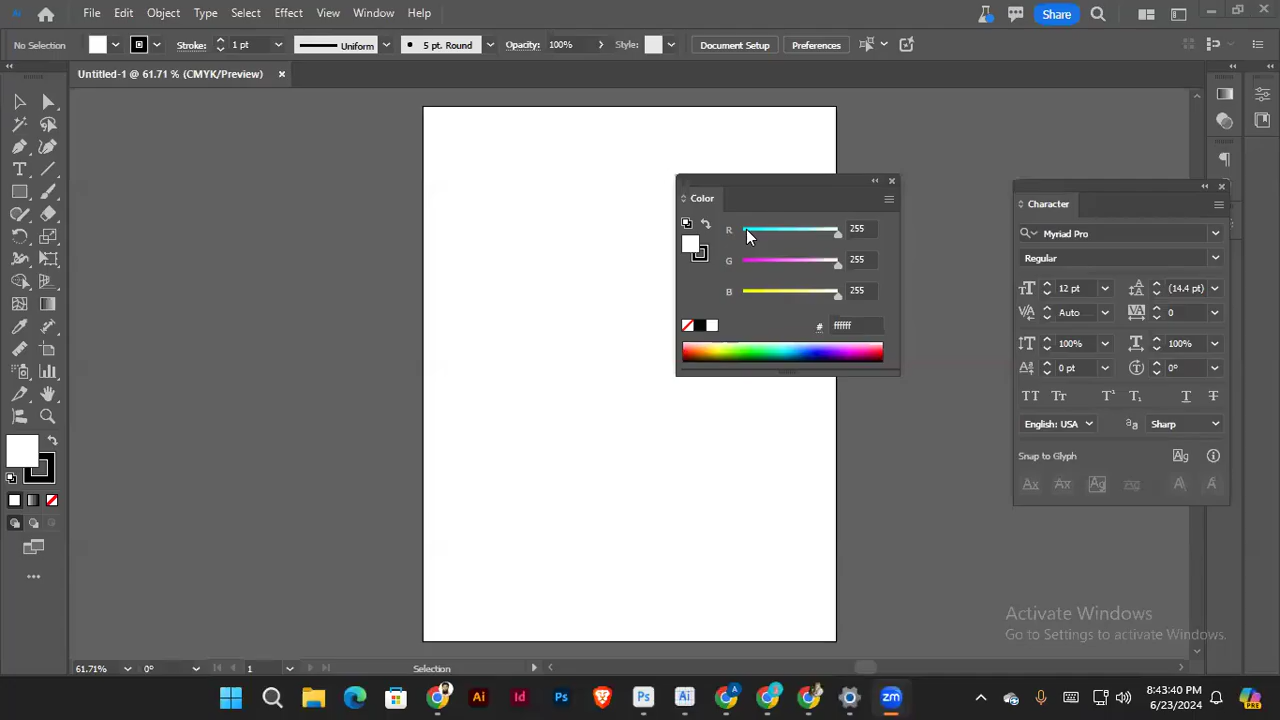 File Edit Object Type Select Effect View Window Help
Share
No Selection Stroke: 1 pt Uniform 5 pt. Round Opacity: 100% Style: Document Setup Preferences
Untitled-1 @ 61.71 % (CMYK/Preview)
Color
R 255
G 255
B 255
# ffffff
Character
Myriad Pro
Regular
12 pt (14.4 pt)
Auto 0
100% 100%
0 pt 0°
English: USA Sharp
Snap to Glyph
Activate Windows
Go to Settings to activate Windows.
61.71% 0° 1 Selection
8:43:40 PM
6/23/2024